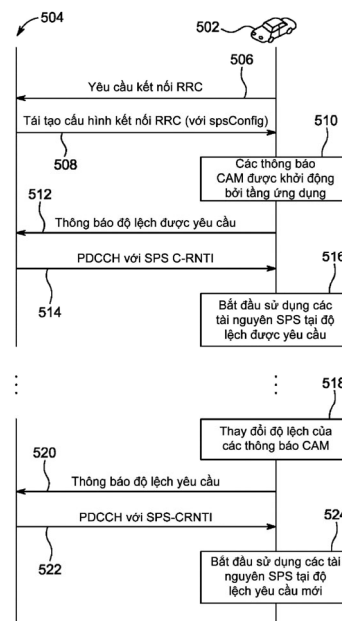 504
502
506
Yêu cầu kết nối RRC
Tái tạo cấu hình kết nối RRC (với spsConfig)
508
510
Các thông báo
CAM được khởi động
bởi tầng ứng dụng
512
Thông báo độ lệch được yêu cầu
PDCCH với SPS C-RNTI
514
516
Bắt đầu sử dụng các
tài nguyên SPS tại độ
lệch được yêu cầu
518
Thay đổi độ lệch của
các thông báo CAM
520
Thông báo độ lệch yêu cầu
PDCCH với SPS-CRNTI
522
524
Bắt đầu sử dụng các tài
nguyên SPS tại độ
lệch yêu cầu mới